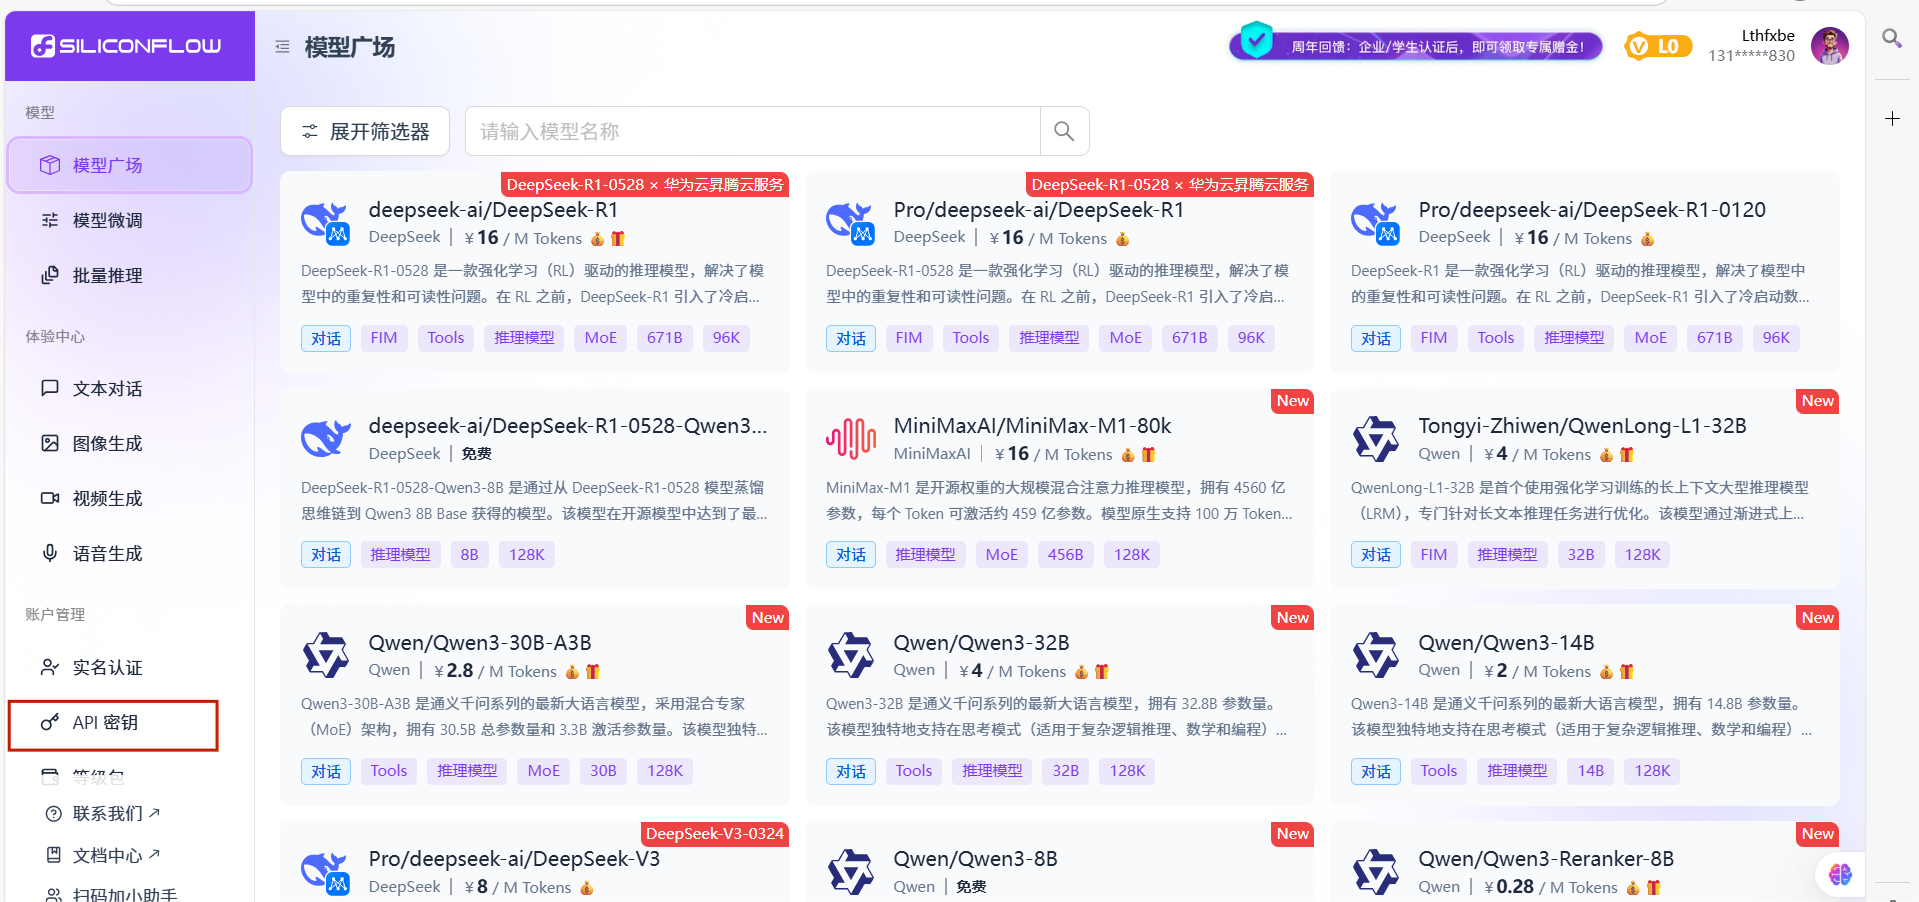 SILICONFLOW
模型广场
周年回馈：企业/学生认证后，即可领取专属赠金！
L0
Lthfxbe
131*****830
模型
模型广场
模型微调
批量推理
体验中心
文本对话
图像生成
视频生成
语音生成
账户管理
实名认证
API 密钥
等级包
联系我们
文档中心
扫码加小助手
展开筛选器
请输入模型名称
DeepSeek-R1-0528 × 华为云昇腾云服务
deepseek-ai/DeepSeek-R1
DeepSeek | ￥16 / M Tokens
DeepSeek-R1-0528 是一款强化学习（RL）驱动的推理模型，解决了模
型中的重复性和可读性问题。在 RL 之前，DeepSeek-R1 引入了冷启...
对话 FIM Tools 推理模型 MoE 671B 96K
DeepSeek-R1-0528 × 华为云昇腾云服务
Pro/deepseek-ai/DeepSeek-R1
DeepSeek | ￥16 / M Tokens
DeepSeek-R1-0528 是一款强化学习（RL）驱动的推理模型，解决了模
型中的重复性和可读性问题。在 RL 之前，DeepSeek-R1 引入了冷启...
对话 FIM Tools 推理模型 MoE 671B 96K
Pro/deepseek-ai/DeepSeek-R1-0120
DeepSeek | ￥16 / M Tokens
DeepSeek-R1 是一款强化学习（RL）驱动的推理模型，解决了模型中
的重复性和可读性问题。在 RL 之前，DeepSeek-R1 引入了冷启动数...
对话 FIM Tools 推理模型 MoE 671B 96K
deepseek-ai/DeepSeek-R1-0528-Qwen3...
DeepSeek | 免费
DeepSeek-R1-0528-Qwen3-8B 是通过从 DeepSeek-R1-0528 模型蒸馏
思维链到 Qwen3 8B Base 获得的模型。该模型在开源模型中达到了最...
对话 推理模型 8B 128K
New
MiniMaxAI/MiniMax-M1-80k
MiniMaxAI | ￥16 / M Tokens
MiniMax-M1 是开源权重的大规模混合注意力推理模型，拥有 4560 亿
参数，每个 Token 可激活约 459 亿参数。模型原生支持 100 万 Token...
对话 推理模型 MoE 456B 128K
New
Tongyi-Zhiwen/QwenLong-L1-32B
Qwen | ￥4 / M Tokens
QwenLong-L1-32B 是首个使用强化学习训练的长上下文大型推理模型
（LRM），专门针对长文本推理任务进行优化。该模型通过渐进式上...
对话 FIM 推理模型 32B 128K
New
Qwen/Qwen3-30B-A3B
Qwen | ￥2.8 / M Tokens
Qwen3-30B-A3B 是通义千问系列的最新大语言模型，采用混合专家
（MoE）架构，拥有 30.5B 总参数量和 3.3B 激活参数量。该模型独特...
对话 Tools 推理模型 MoE 30B 128K
New
Qwen/Qwen3-32B
Qwen | ￥4 / M Tokens
Qwen3-32B 是通义千问系列的最新大语言模型，拥有 32.8B 参数量。
该模型独特地支持在思考模式（适用于复杂逻辑推理、数学和编程）...
对话 Tools 推理模型 32B 128K
New
Qwen/Qwen3-14B
Qwen | ￥2 / M Tokens
Qwen3-14B 是通义千问系列的最新大语言模型，拥有 14.8B 参数量。
该模型独特地支持在思考模式（适用于复杂逻辑推理、数学和编程）...
对话 Tools 推理模型 14B 128K
DeepSeek-V3-0324
Pro/deepseek-ai/DeepSeek-V3
DeepSeek | ￥8 / M Tokens
New
Qwen/Qwen3-8B
Qwen | 免费
New
Qwen/Qwen3-Reranker-8B
Qwen | ￥0.28 / M Tokens